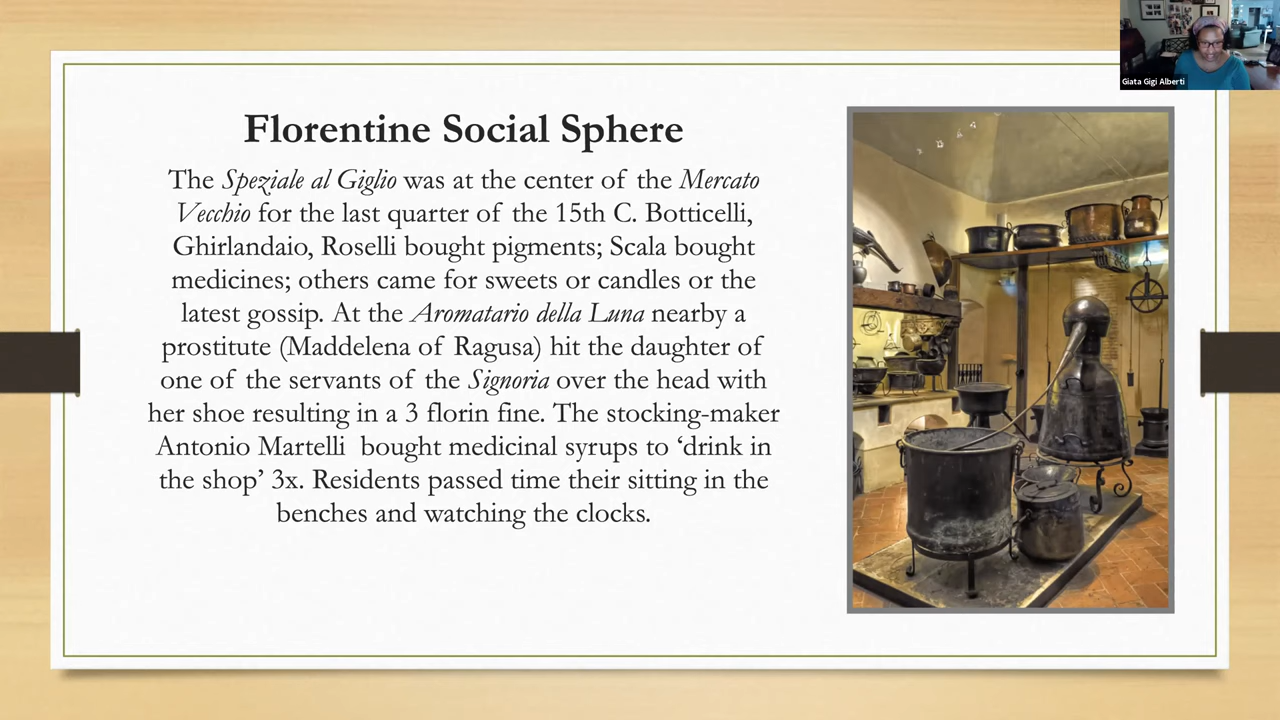 Giata Gigi Alberti
Florentine Social Sphere
The Speziale al Giglio was at the center of the Mercato
Vecchio for the last quarter of the 15th C. Botticelli,
Ghirlandaio, Roselli bought pigments; Scala bought
medicines; others came for sweets or candles or the
latest gossip. At the Aromatario della Luna nearby a
prostitute (Maddelena of Ragusa) hit the daughter of
one of the servants of the Signoria over the head with
her shoe resulting in a 3 florin fine. The stocking-maker
Antonio Martelli bought medicinal syrups to ‘drink in
the shop’ 3x. Residents passed time their sitting in the
benches and watching the clocks.